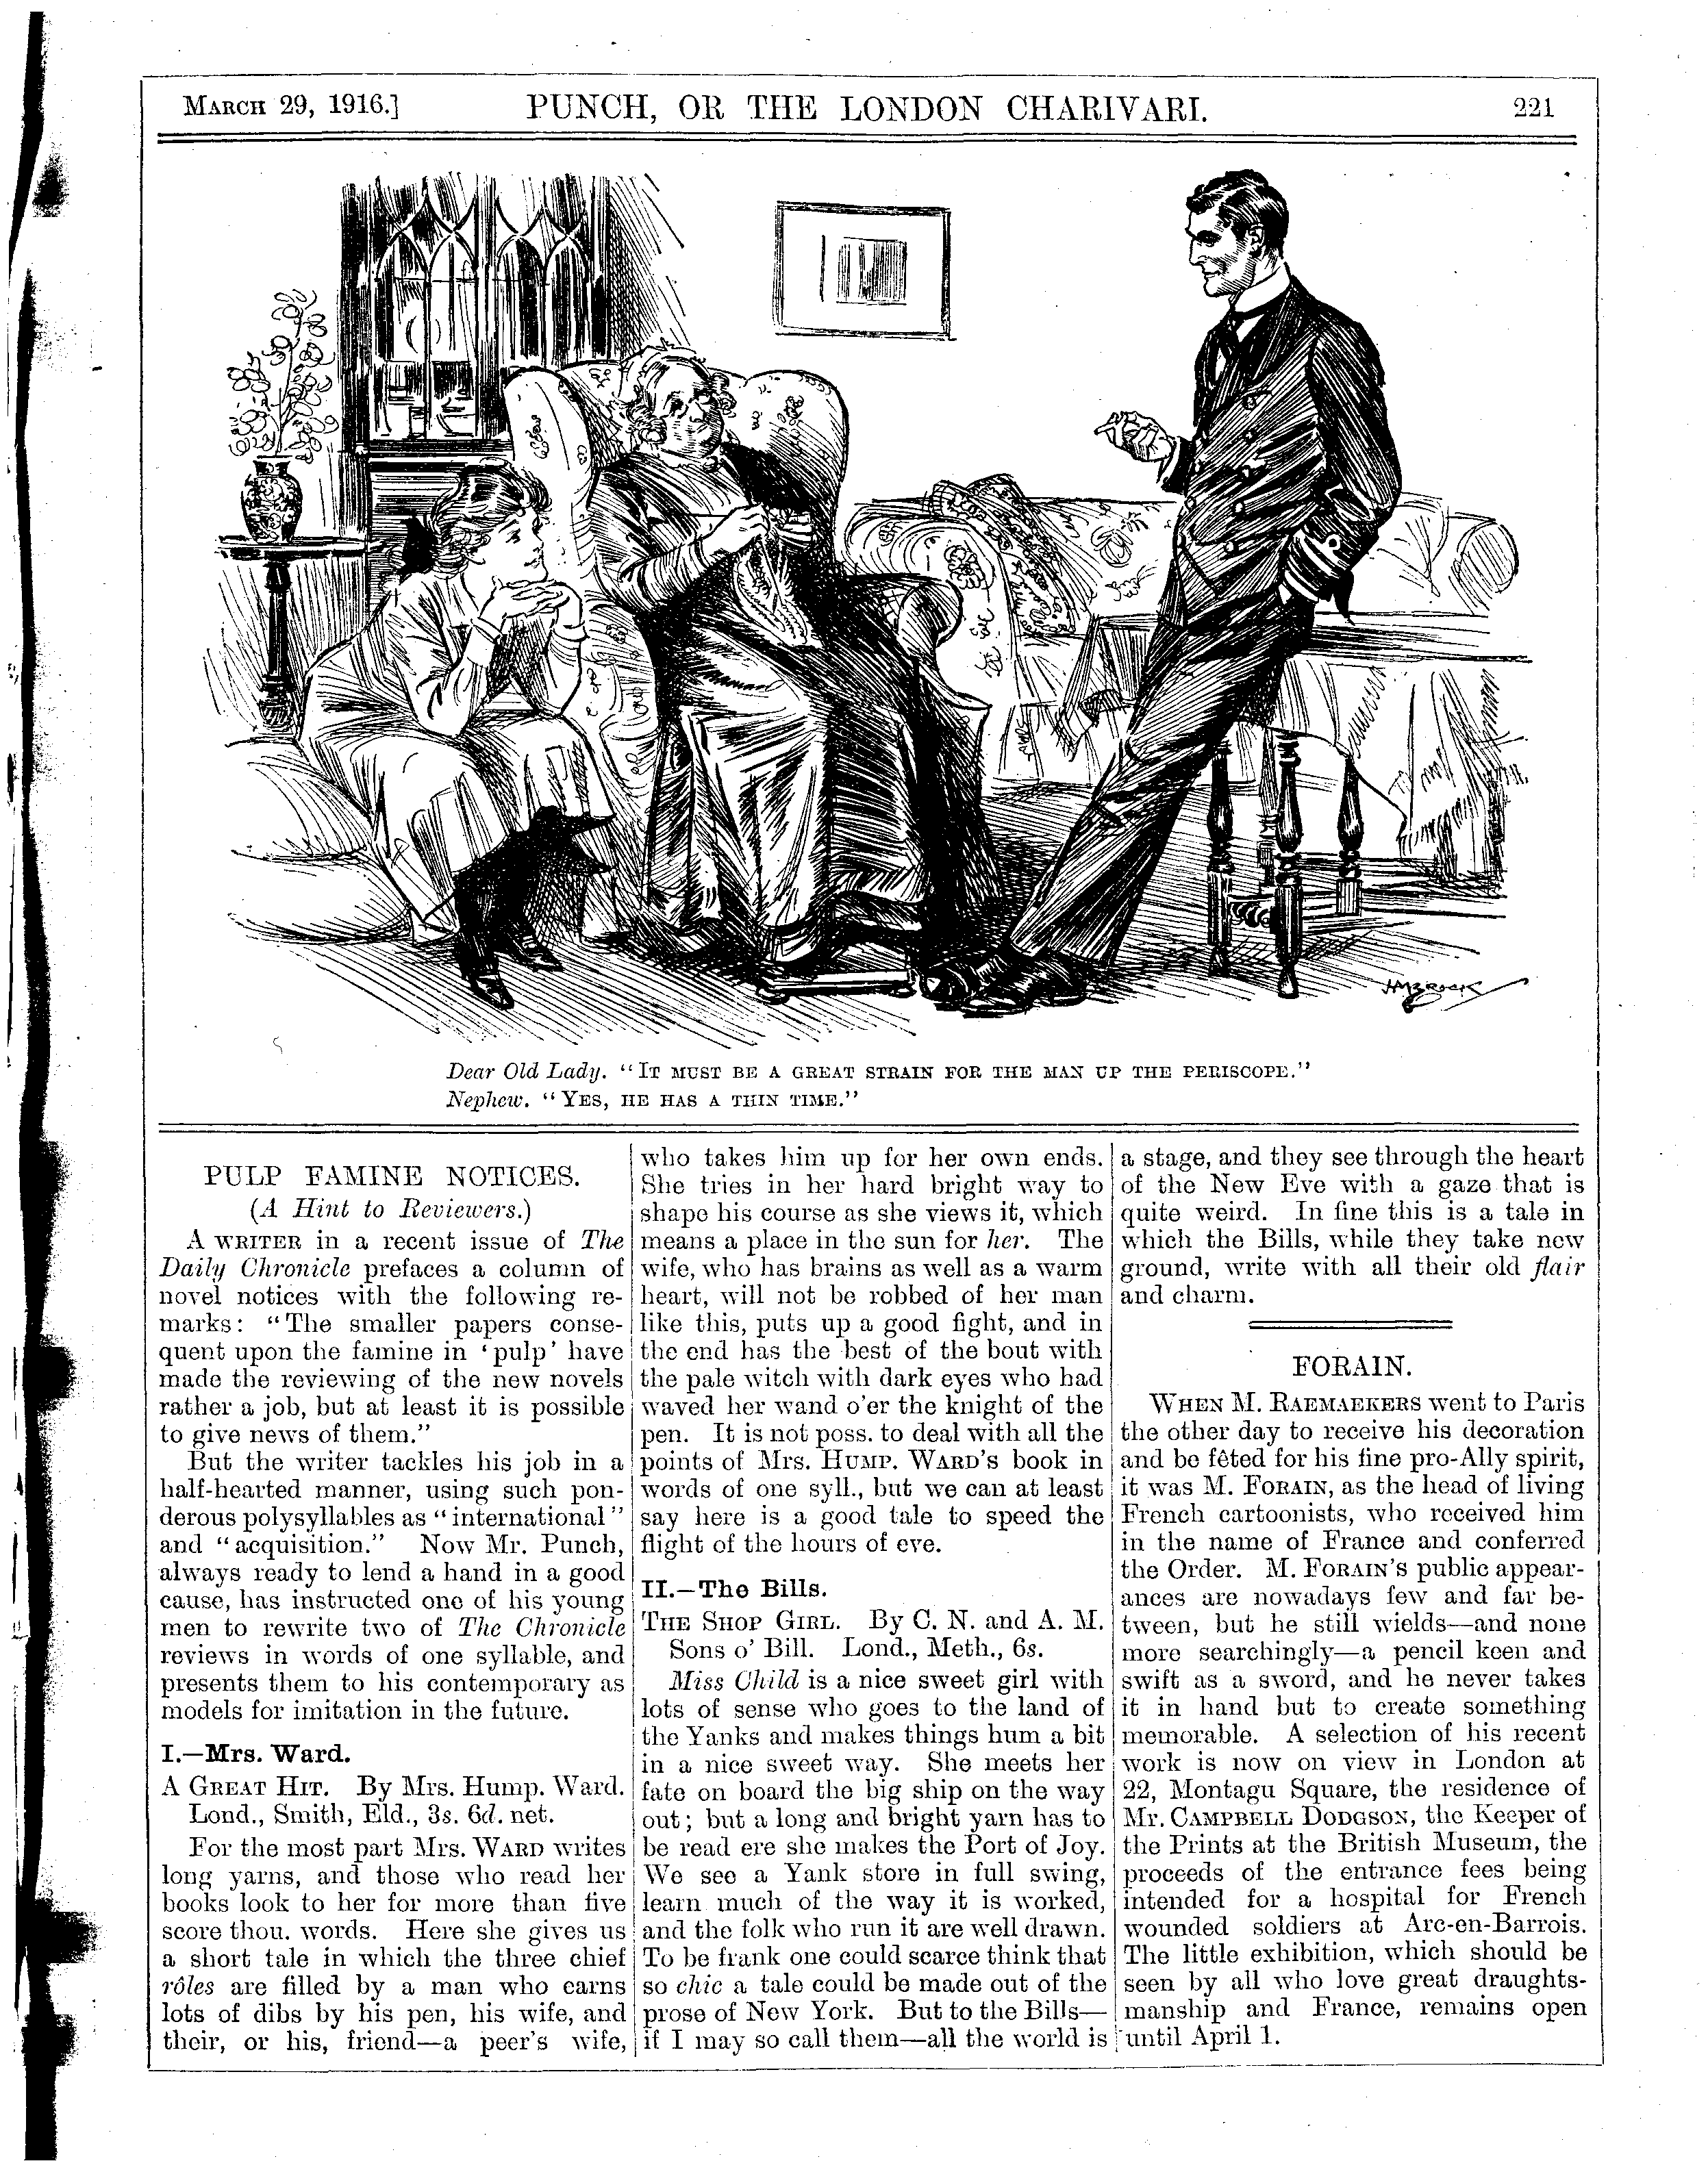 MARCH 29, 1916.] PUNCH, OR THE LONDON CHARIVARI. 221
Dear Old Lady. "IT MUST BE A GREAT STRAIN FOR THE MAN UP THE PERISCOPE."
Nephew. "YES, HE HAS A THIN TIME."
PULP FAMINE NOTICES.
(A Hint to Reviewers.)
A WRITER in a recent issue of The
Daily Chronicle prefaces a column of
novel notices with the following re-
marks: "The smaller papers conse-
quent upon the famine in 'pulp' have
made the reviewing of the new novels
rather a job, but at least it is possible
to give news of them."
But the writer tackles his job in a
half-hearted manner, using such pon-
derous polysyllables as "international"
and "acquisition." Now Mr. Punch,
always ready to lend a hand in a good
cause, has instructed one of his young
men to rewrite two of The Chronicle
reviews in words of one syllable, and
presents them to his contemporary as
models for imitation in the future.
I.—Mrs. Ward.
A GREAT HIT. By Mrs. Hump. Ward.
Lond., Smith, Eld., 3s. 6d. net.
For the most part Mrs. WARD writes
long yarns, and those who read her
books look to her for more than five
score thou. words. Here she gives us
a short tale in which the three chief
rôles are filled by a man who earns
lots of dibs by his pen, his wife, and
their, or his, friend—a peer's wife,
who takes him up for her own ends.
She tries in her hard bright way to
shape his course as she views it, which
means a place in the sun for her. The
wife, who has brains as well as a warm
heart, will not be robbed of her man
like this, puts up a good fight, and in
the end has the best of the bout with
the pale witch with dark eyes who had
waved her wand o'er the knight of the
pen. It is not poss. to deal with all the
points of Mrs. HUMP. WARD'S book in
words of one syll., but we can at least
say here is a good tale to speed the
flight of the hours of eve.
II.—The Bills.
THE SHOP GIRL. By C. N. and A. M.
Sons o' Bill. Lond., Meth., 6s.
Miss Child is a nice sweet girl with
lots of sense who goes to the land of
the Yanks and makes things hum a bit
in a nice sweet way. She meets her
fate on board the big ship on the way
out; but a long and bright yarn has to
be read ere she makes the Port of Joy.
We see a Yank store in full swing,
learn much of the way it is worked,
and the folk who run it are well drawn.
To be frank one could scarce think that
so chic a tale could be made out of the
prose of New York. But to the Bills—
if I may so call them—all the world is
a stage, and they see through the heart
of the New Eve with a gaze that is
quite weird. In fine this is a tale in
which the Bills, while they take new
ground, write with all their old flair
and charm.
FORAIN.
WHEN M. RAEMAEKERS went to Paris
the other day to receive his decoration
and be fêted for his fine pro-Ally spirit,
it was M. FORAIN, as the head of living
French cartoonists, who received him
in the name of France and conferred
the Order. M. FORAIN'S public appear-
ances are nowadays few and far be-
tween, but he still wields—and none
more searchingly—a pencil keen and
swift as a sword, and he never takes
it in hand but to create something
memorable. A selection of his recent
work is now on view in London at
22, Montagu Square, the residence of
Mr. CAMPBELL DODGSON, the Keeper of
the Prints at the British Museum, the
proceeds of the entrance fees being
intended for a hospital for French
wounded soldiers at Arc-en-Barrois.
The little exhibition, which should be
seen by all who love great draughts-
manship and France, remains open
until April 1.